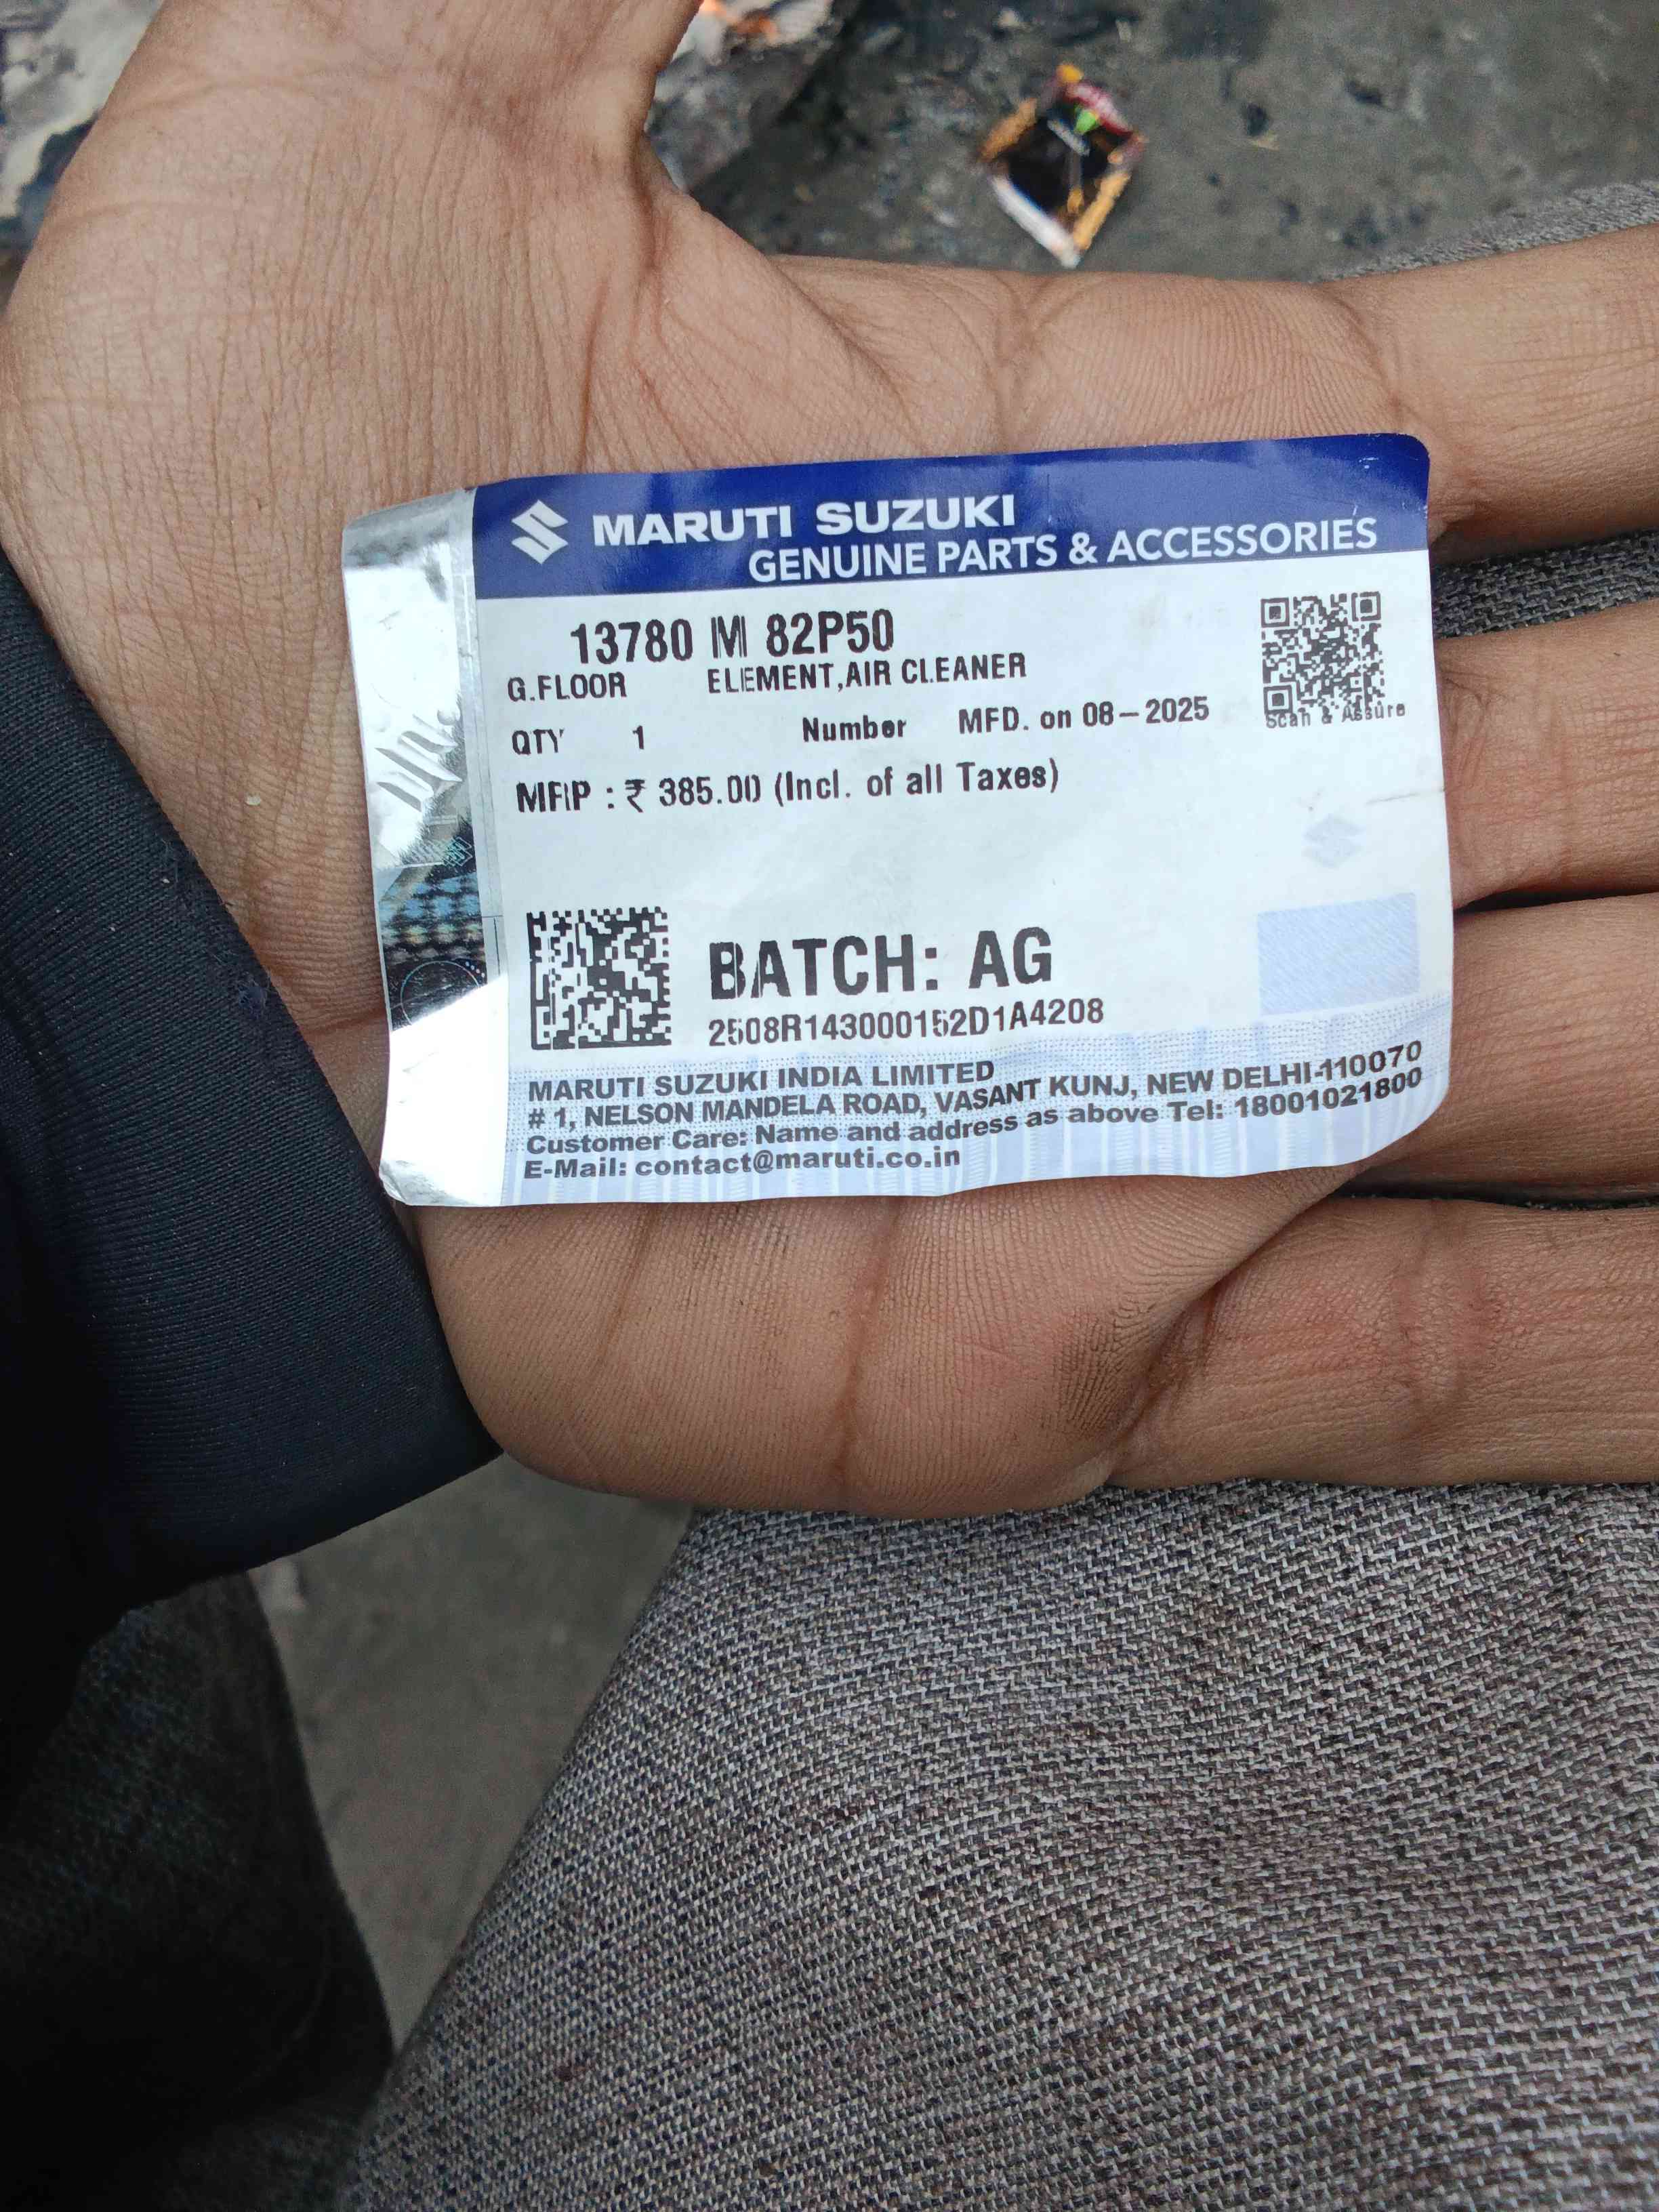 MARUTI SUZUKI
GENUINE PARTS & ACCESSORIES
13780 M 82P50
G.FLOOR ELEMENT,AIR CLEANER
QTY 1 Number MFD. on 08-2025
Scan & Assure
MRP : ₹ 385.00 (Incl. of all Taxes)
BATCH: AG
2508R143000152D1A4208
MARUTI SUZUKI INDIA LIMITED
# 1, NELSON MANDELA ROAD, VASANT KUNJ, NEW DELHI-110070
Customer Care: Name and address as above Tel: 18001021800
E-Mail: contact@maruti.co.in